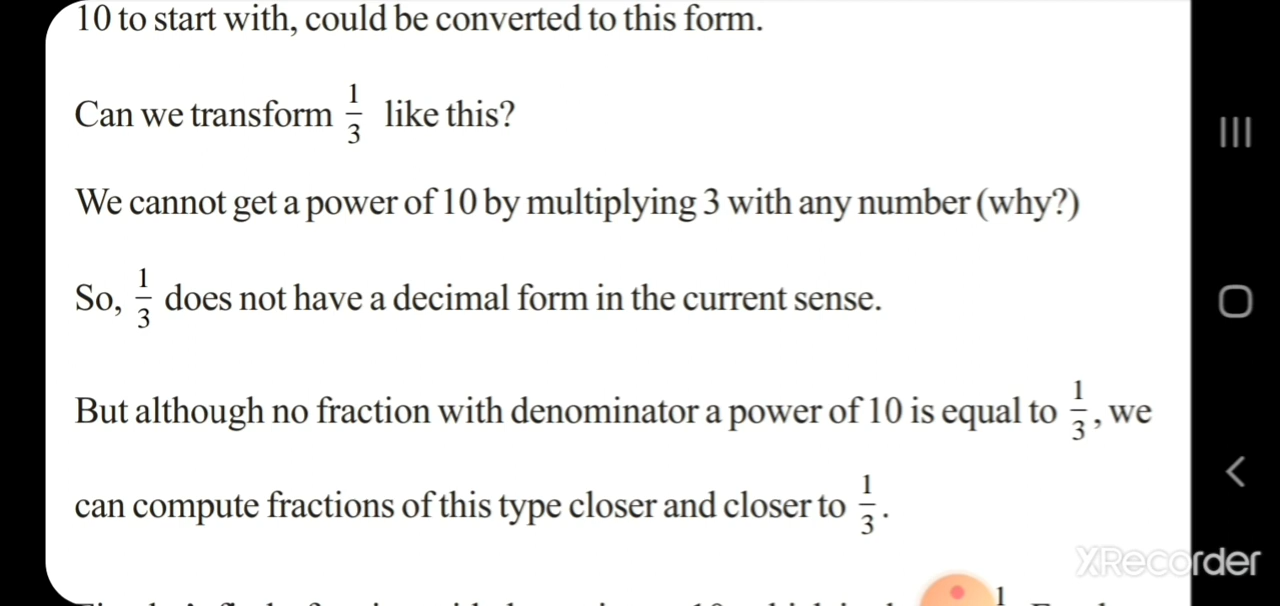 10 to start with, could be converted to this form.
Can we transform 1/3 like this?
We cannot get a power of 10 by multiplying 3 with any number (why?)
So, 1/3 does not have a decimal form in the current sense.
But although no fraction with denominator a power of 10 is equal to 1/3, we
can compute fractions of this type closer and closer to 1/3.
XRecorder